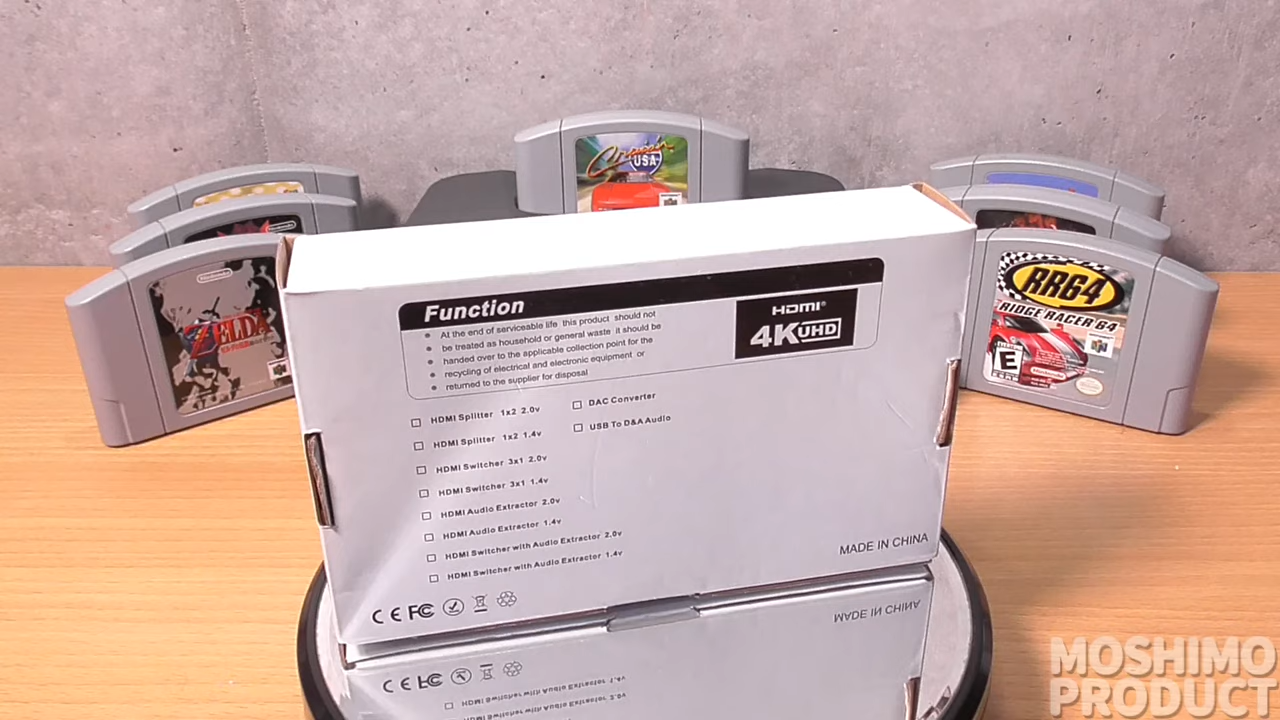 Cruis'n
USA
Nintendo
ZELDA
RR64
RIDGE RACER 64
EVERYONE
E
Nintendo
Function
HDMI
4K UHD
At the end of serviceable life this product should not
be treated as household or general waste it should be
handed over to the applicable collection point for the
recycling of electrical and electronic equipment or
returned to the supplier for disposal
HDMI Splitter 1x2 2.0v
HDMI Splitter 1x2 1.4v
HDMI Switcher 3x1 2.0v
HDMI Switcher 3x1 1.4v
HDMI Audio Extractor 2.0v
HDMI Audio Extractor 1.4v
HDMI Switcher with Audio Extractor 2.0v
HDMI Switcher with Audio Extractor 1.4v
DAC Converter
USB To D&A Audio
MADE IN CHINA
CE FC
MOSHIMO
PRODUCT